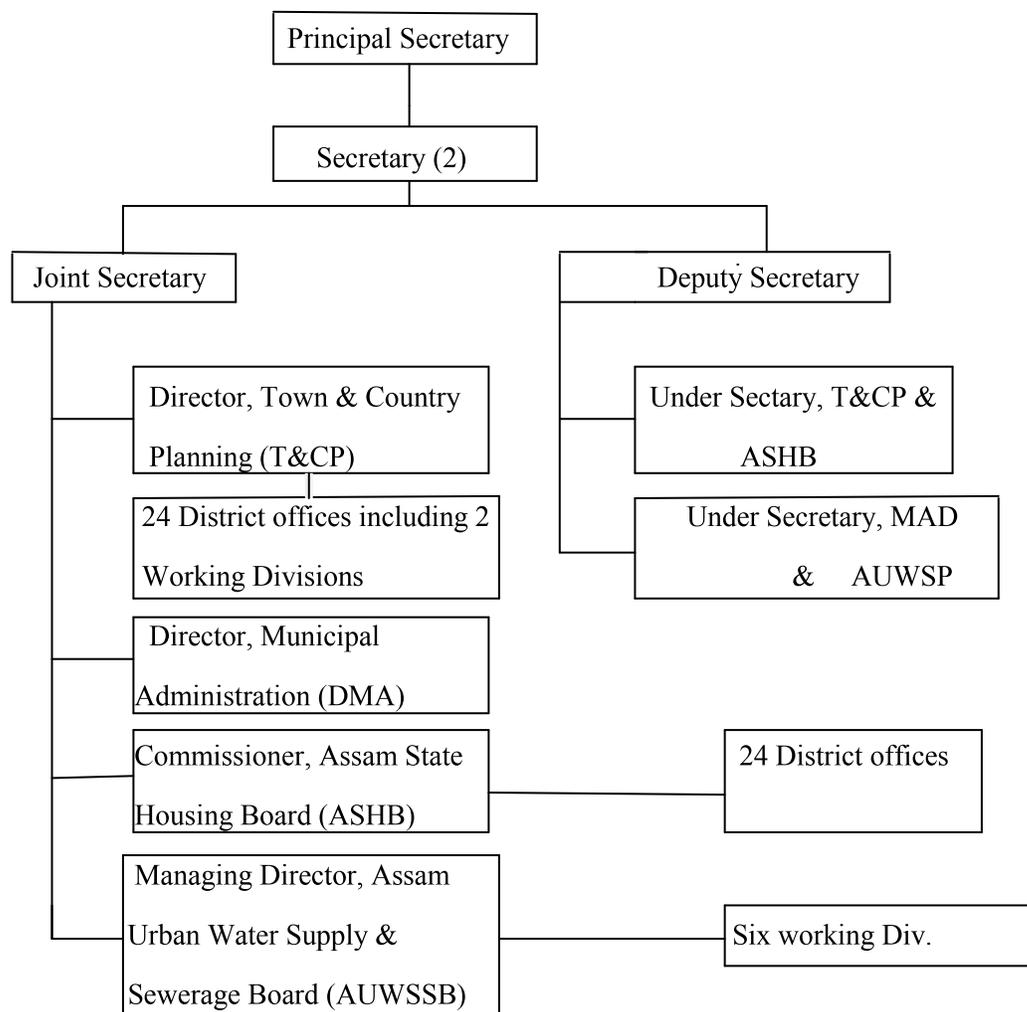 Principal Secretary
Secretary (2)
Joint Secretary
Deputy Secretary
Director, Town & Country
Planning (T&CP)
Under Sectary, T&CP &
ASHB
24 District offices including 2
Working Divisions
Under Secretary, MAD
& AUWSP
Director, Municipal
Administration (DMA)
Commissioner, Assam State
Housing Board (ASHB)
24 District offices
Managing Director, Assam
Urban Water Supply &
Sewerage Board (AUWSSB)
Six working Div.